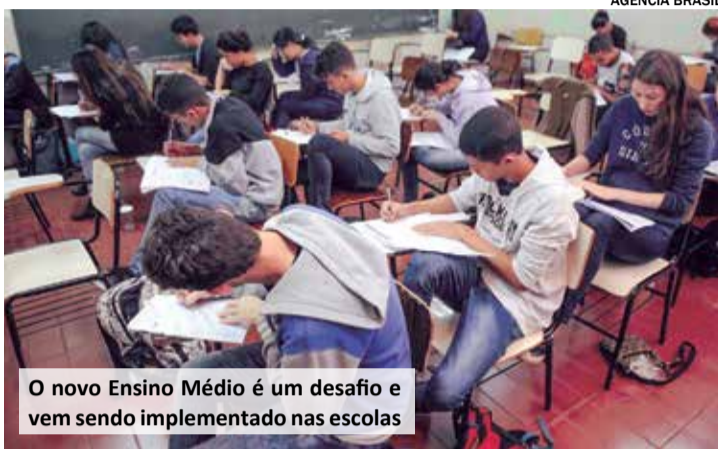 AGÊNCIA BRASIL
O novo Ensino Médio é um desafio e
vem sendo implementado nas escolas